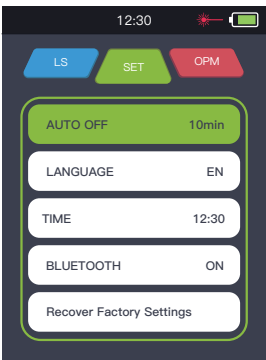 12:30
LS SET OPM
AUTO OFF 10min
LANGUAGE EN
TIME 12:30
BLUETOOTH ON
Recover Factory Settings